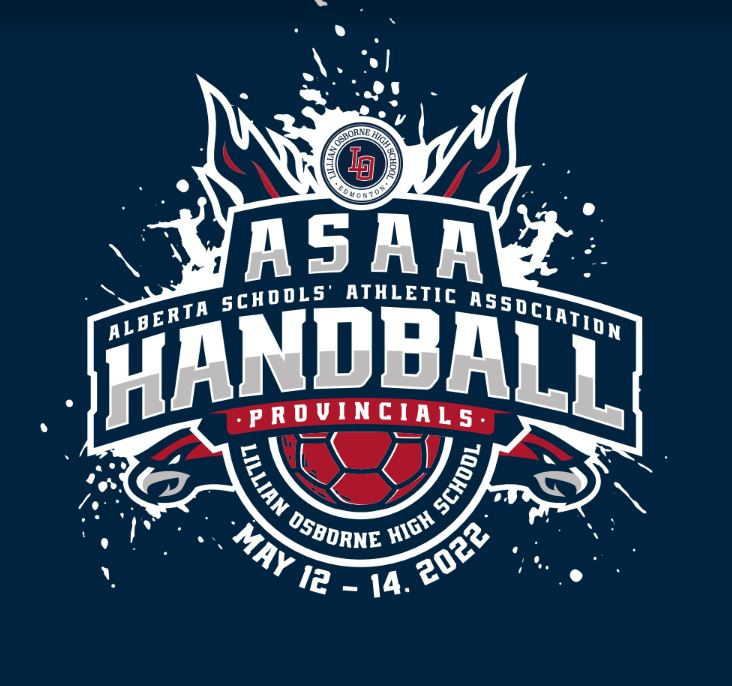 LILLIAN OSBORNE HIGH SCHOOL
LO
· EDMONTON ·
ASAA
ALBERTA SCHOOLS' ATHLETIC ASSOCIATION
HANDBALL
· PROVINCIALS ·
LILLIAN OSBORNE HIGH SCHOOL
MAY 12 - 14, 2022